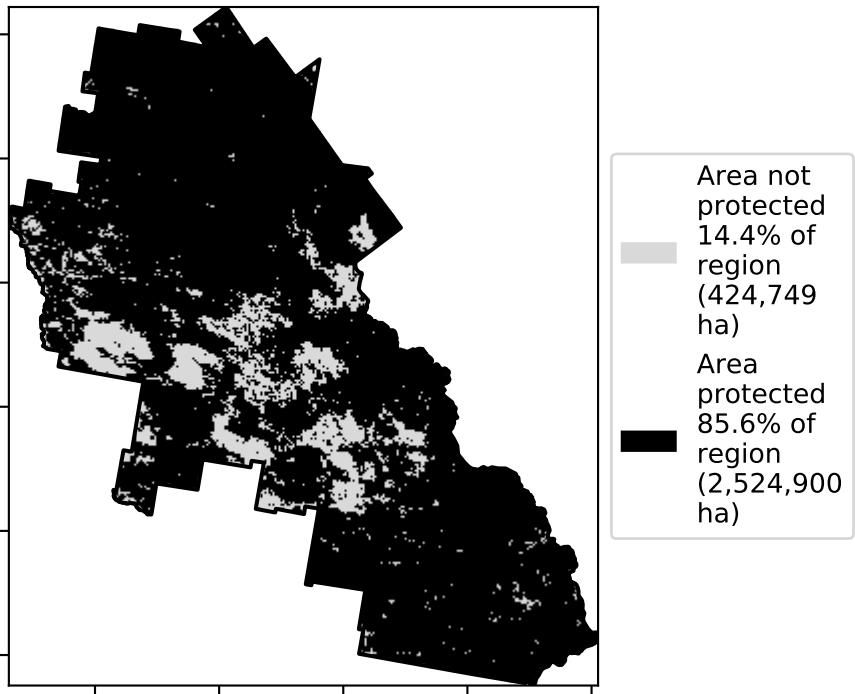 Area not
protected
14.4% of
region
(424,749
ha)
Area
protected
85.6% of
region
(2,524,900
ha)